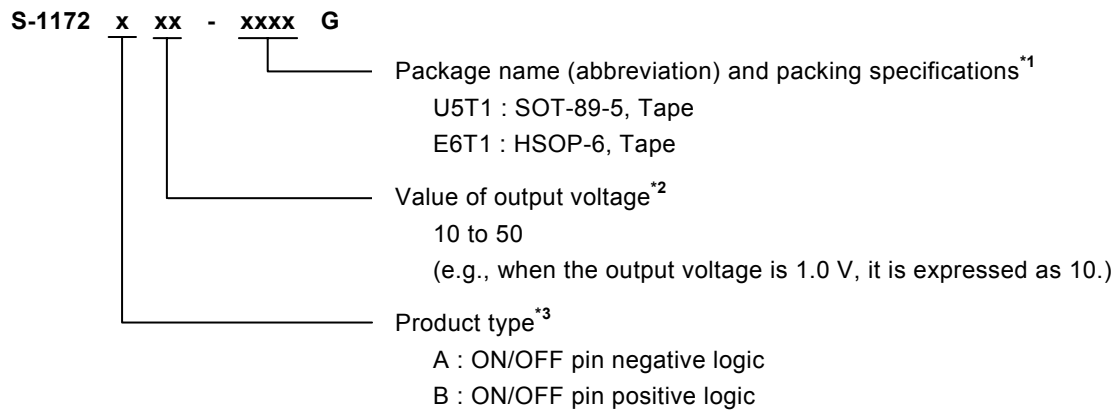 S-1172 x xx - xxxx G
Package name (abbreviation) and packing specifications*1
U5T1 : SOT-89-5, Tape
E6T1 : HSOP-6, Tape
Value of output voltage*2
10 to 50
(e.g., when the output voltage is 1.0 V, it is expressed as 10.)
Product type*3
A : ON/OFF pin negative logic
B : ON/OFF pin positive logic